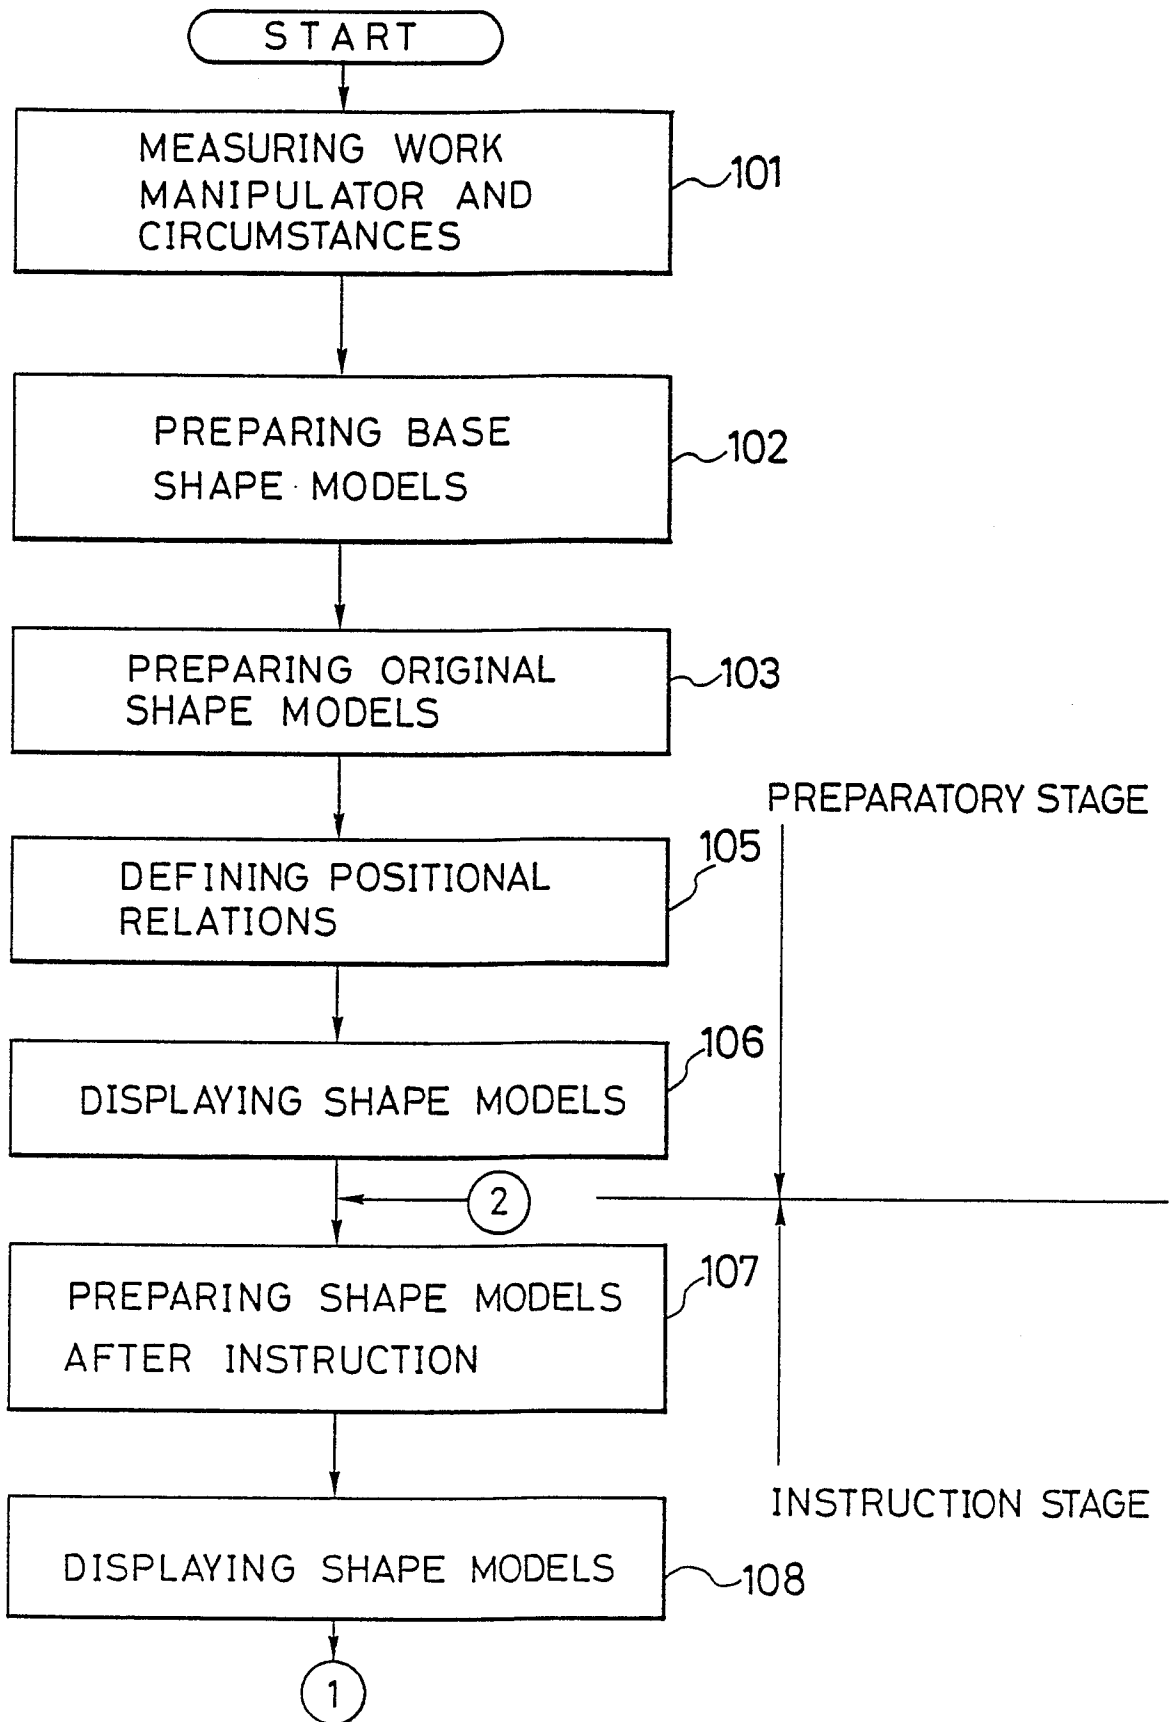 START
MEASURING WORK
MANIPULATOR AND
CIRCUMSTANCES
101
PREPARING BASE
SHAPE MODELS
102
PREPARING ORIGINAL
SHAPE MODELS
103
PREPARATORY STAGE
DEFINING POSITIONAL
RELATIONS
105
DISPLAYING SHAPE MODELS
106
2
PREPARING SHAPE MODELS
AFTER INSTRUCTION
107
INSTRUCTION STAGE
DISPLAYING SHAPE MODELS
108
1